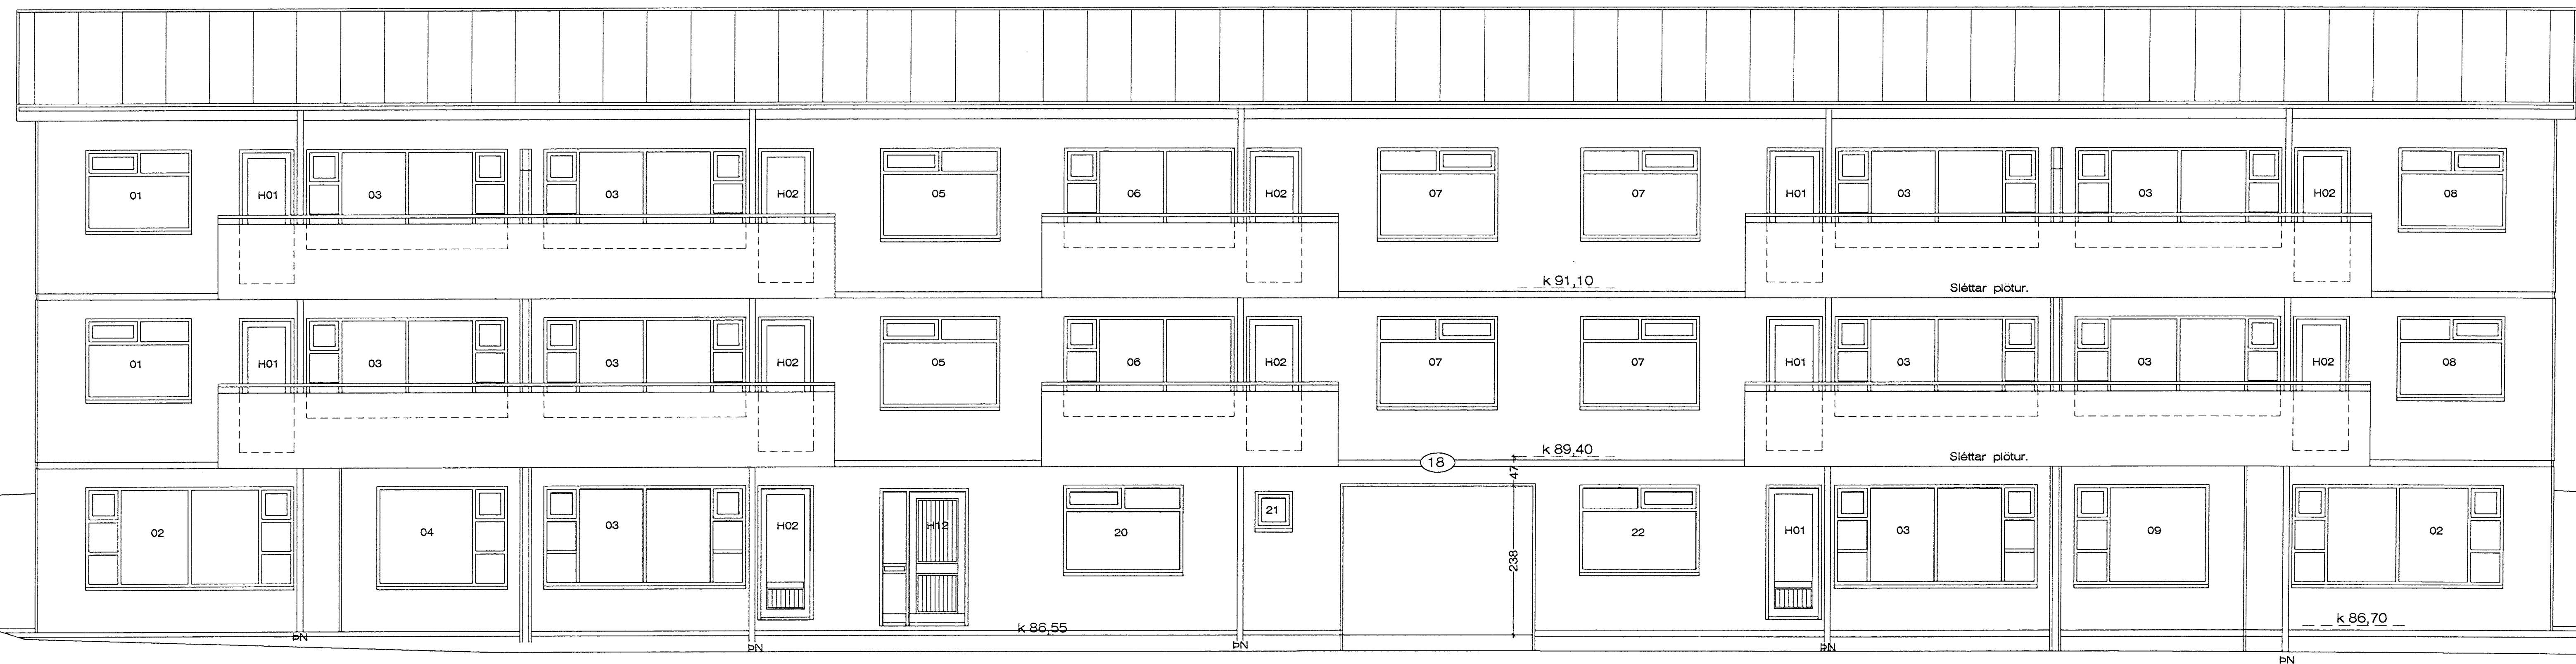 01 H01 03 03 H02 05 06 H02 07 07 H01 03 03 H02 08
k 91,10
Sléttar plötur.
01 H01 03 03 H02 05 06 H02 07 07 H01 03 03 H02 08
k 89,40
Sléttar plötur.
18
47
02 04 03 H02 H12 20 21 22 H01 03 09 02
238
k 86,55
k 86,70
ÞN ÞN ÞN ÞN ÞN